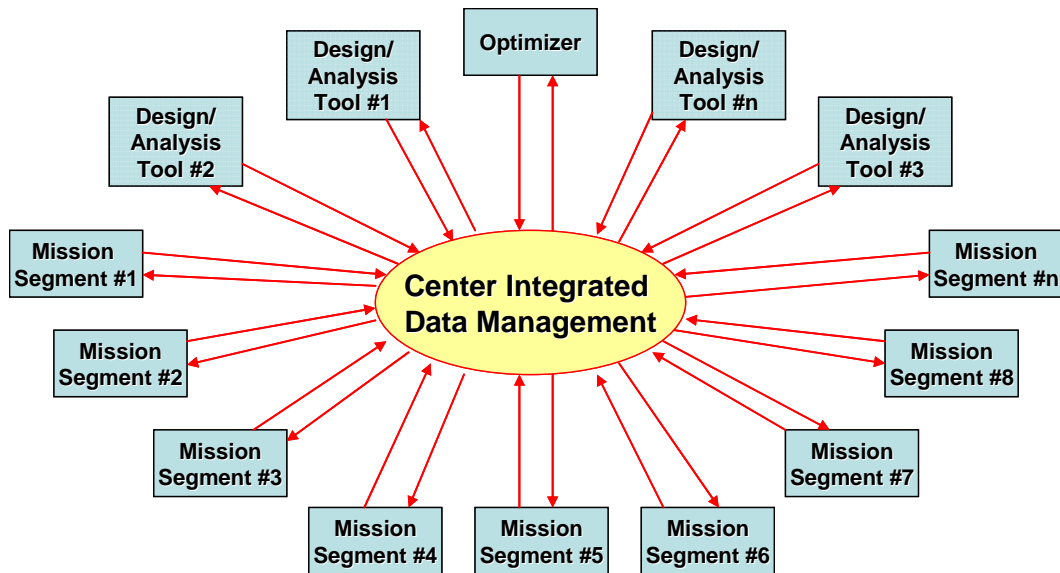 Optimizer
Design/
Analysis
Tool #1
Design/
Analysis
Tool #n
Design/
Analysis
Tool #2
Design/
Analysis
Tool #3
Mission
Segment #1
Center Integrated
Data Management
Mission
Segment #n
Mission
Segment #2
Mission
Segment #8
Mission
Segment #3
Mission
Segment #7
Mission
Segment #4
Mission
Segment #5
Mission
Segment #6